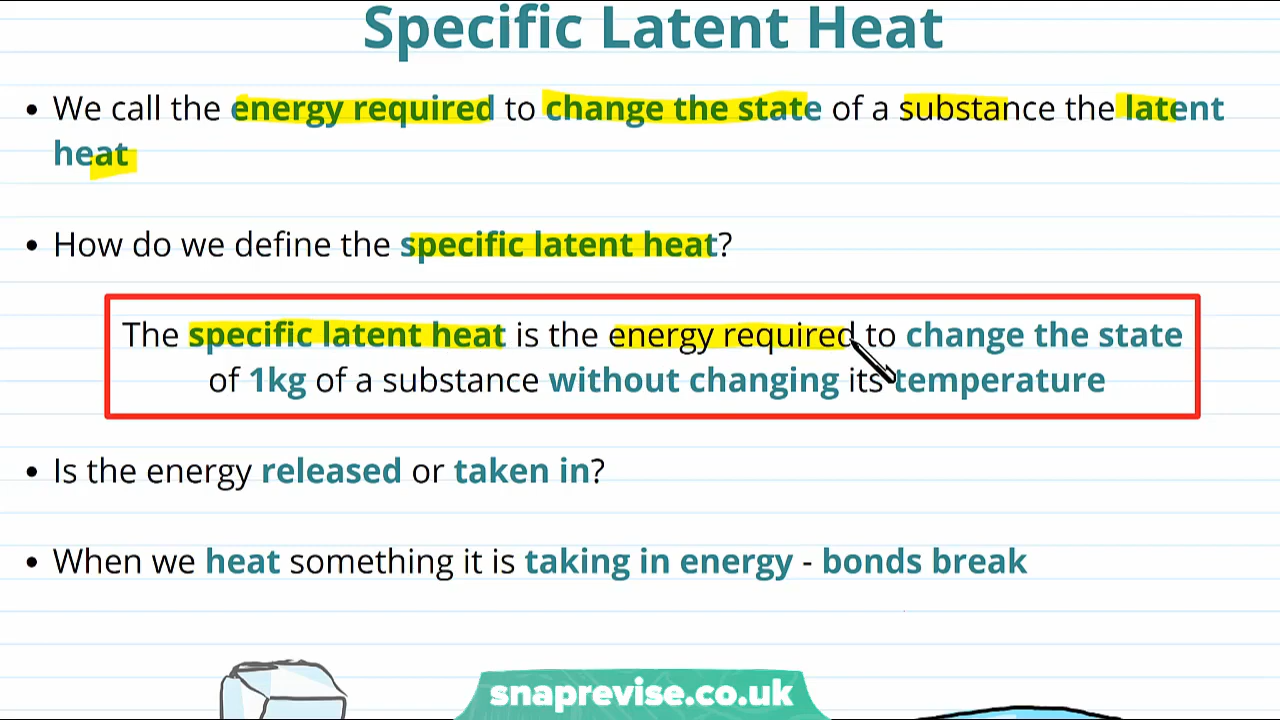 Specific Latent Heat
• We call the energy required to change the state of a substance the latent
heat
• How do we define the specific latent heat?
The specific latent heat is the energy required to change the state
of 1kg of a substance without changing its temperature
• Is the energy released or taken in?
• When we heat something it is taking in energy - bonds break
snaprevise.co.uk